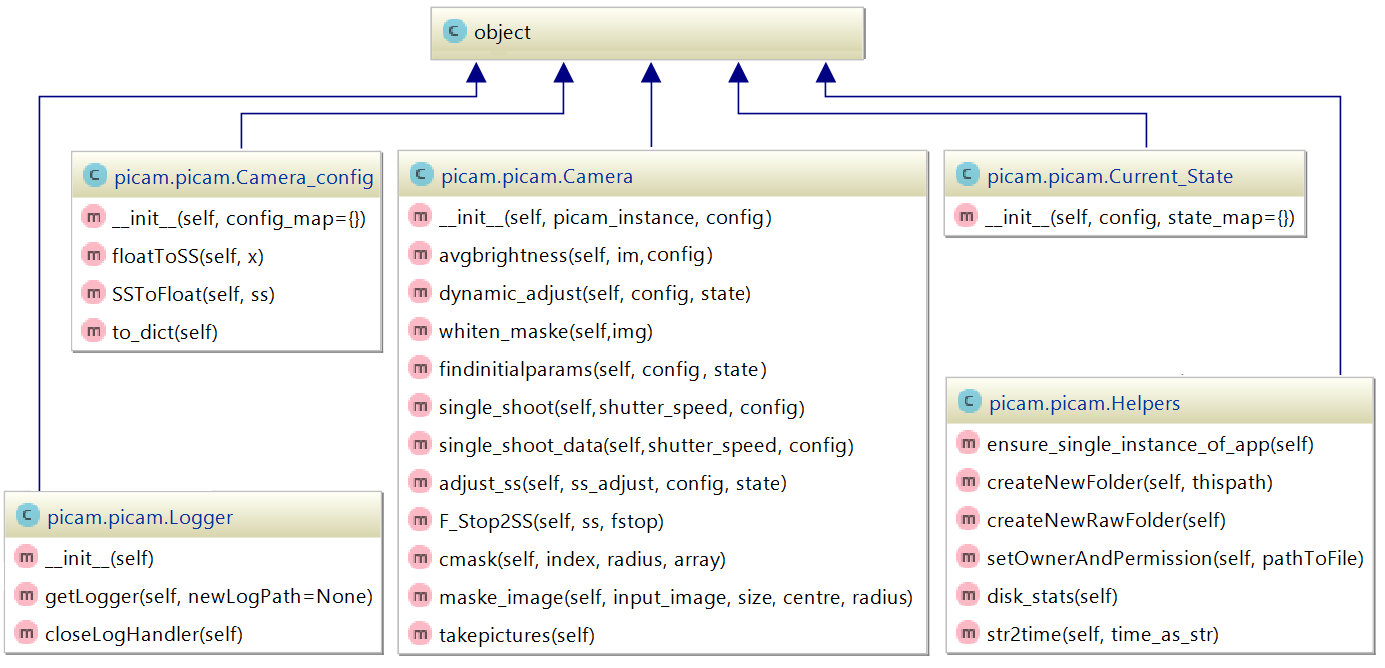 C object
C picam.picam.Camera_config
m __init__(self, config_map={})
m floatToSS(self, x)
m SSToFloat(self, ss)
m to_dict(self)
C picam.picam.Camera
m __init__(self, picam_instance, config)
m avgbrightness(self, im,config)
m dynamic_adjust(self, config, state)
m whiten_maske(self,img)
m findinitialparams(self, config, state)
m single_shoot(self,shutter_speed, config)
m single_shoot_data(self,shutter_speed, config)
m adjust_ss(self, ss_adjust, config, state)
m F_Stop2SS(self, ss, fstop)
m cmask(self, index, radius, array)
m maske_image(self, input_image, size, centre, radius)
m takepictures(self)
C picam.picam.Current_State
m __init__(self, config, state_map={})
C picam.picam.Logger
m __init__(self)
m getLogger(self, newLogPath=None)
m closeLogHandler(self)
C picam.picam.Helpers
m ensure_single_instance_of_app(self)
m createNewFolder(self, thispath)
m createNewRawFolder(self)
m setOwnerAndPermission(self, pathToFile)
m disk_stats(self)
m str2time(self, time_as_str)